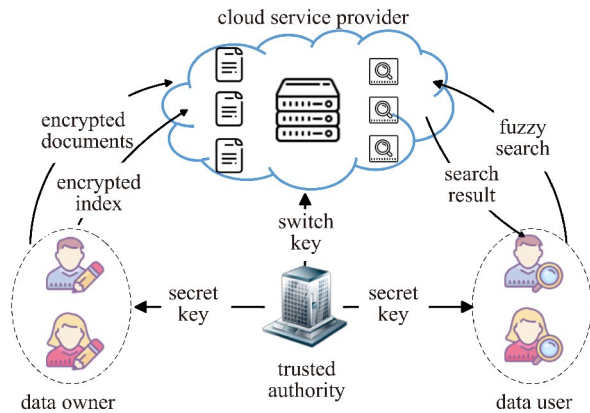 cloud service provider
encrypted
documents
fuzzy
search
encrypted
index
search
result
switch
key
secret
key
secret
key
trusted
authority
data owner
data user